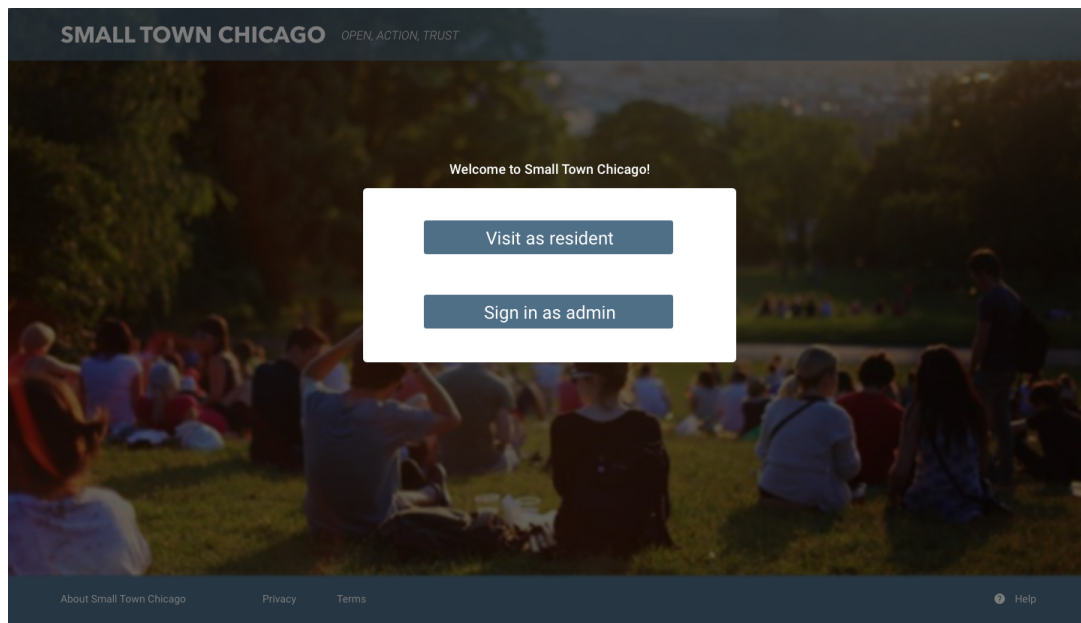 SMALL TOWN CHICAGO OPEN, ACTION, TRUST
Welcome to Small Town Chicago!
Visit as resident
Sign in as admin
About Small Town Chicago Privacy Terms ? Help